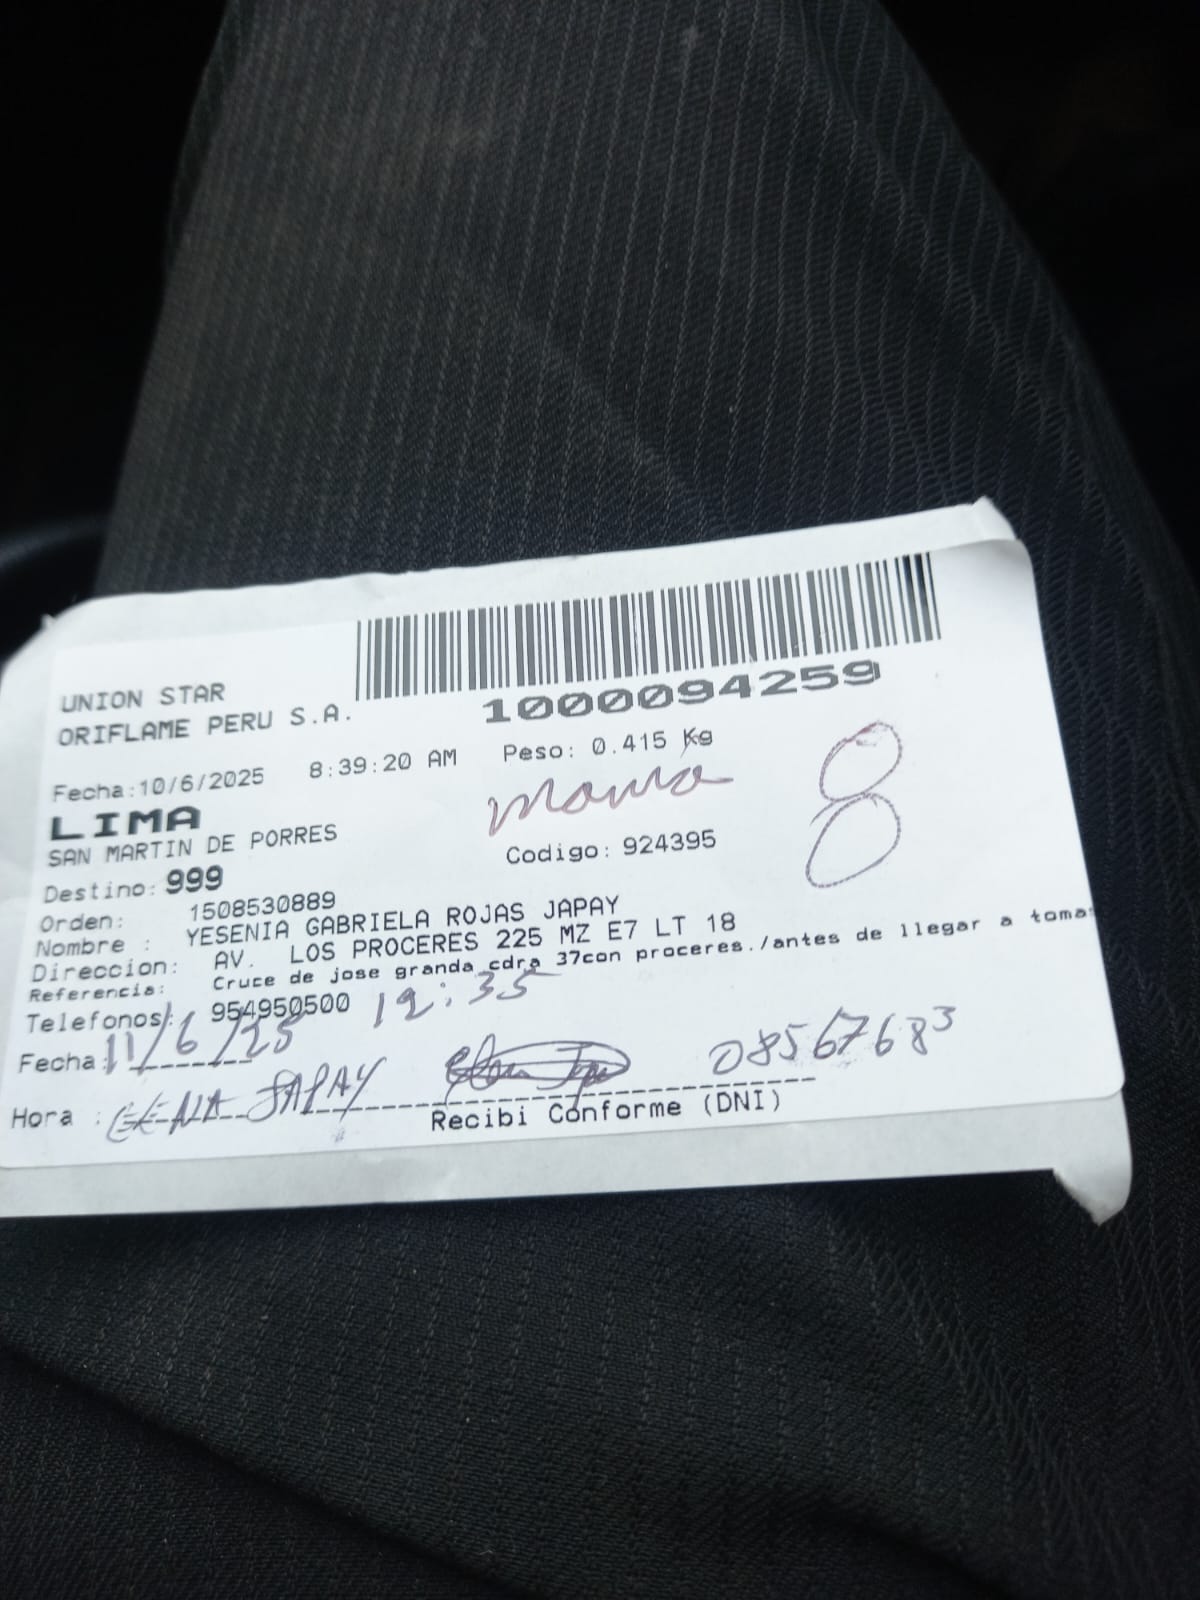 UNION STAR
ORIFLAME PERU S.A.
1000094259
Fecha:10/6/2025 8:39:20 AM Peso: 0.415 Kg
LIMA
mama
8
SAN MARTIN DE PORRES
Codigo: 924395
Destino: 999
Orden: 1508530889
Nombre : YESENIA GABRIELA ROJAS JAPAY
Direccion: AV. LOS PROCERES 225 MZ E7 LT 18
Referencia: Cruce de jose granda cdra 37con proceres./antes de llegar a toma
Telefonos: 954950500 12:35
Fecha: 11/6/25
08567683
Hora : JAPAY
Recibi Conforme (DNI)